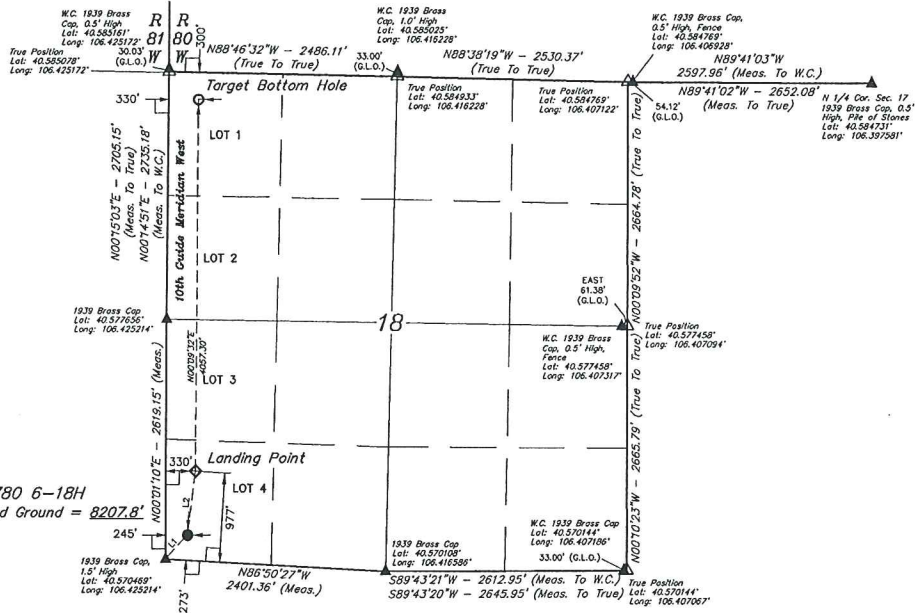 W.C. 1939 Brass
Cap, 0.5' High
Lat: 40.585161°
Long: 106.425172°
R R
81 80
W W
300'
True Position
Lat: 40.585078°
Long: 106.425172°
30.03'
(G.L.O.)
N88°46'32"W - 2486.11'
(True To True)
W.C. 1939 Brass
Cap, 1.0' High
Lat: 40.585025°
Long: 106.416228°
33.00'
(G.L.O.)
N88°38'19"W - 2530.37'
(True To True)
W.C. 1939 Brass Cap,
0.5' High, Fence
Lat: 40.584769°
Long: 106.406928°
N89°41'03"W
2597.96' (Meas. To W.C.)
N89°41'02"W - 2652.08'
(Meas. To True)
54.12'
(G.L.O.)
N 1/4 Cor. Sec. 17
1939 Brass Cap, 0.5'
High, Pile of Stones
Lat: 40.584731°
Long: 106.397581°
True Position
Lat: 40.584933°
Long: 106.416228°
True Position
Lat: 40.584769°
Long: 106.407122°
330'
Target Bottom Hole
LOT 1
N00°15'03"E - 2705.15'
(Meas. To True)
N00°14'51"E - 2735.18'
(Meas. To W.C.)
10th Guide Meridian West
LOT 2
N00°09'52"W - 2664.78' (True To True)
EAST
61.38'
(G.L.O.)
1939 Brass Cap
Lat: 40.577656°
Long: 106.425214°
18
W.C. 1939 Brass
Cap, 0.5' High,
Fence
Lat: 40.577458°
Long: 106.407317°
True Position
Lat: 40.577458°
Long: 106.407094°
N00°09'32"E
4057.30'
LOT 3
N00°01'10"E - 2619.15' (Meas.)
N00°10'23"W - 2665.79' (True To True)
330'
Landing Point
LOT 4
L2
977'
780 6-18H
d Ground = 8207.8'
245'
L1
1939 Brass Cap,
1.5' High
Lat: 40.570469°
Long: 106.425214°
273'
N86°50'27"W
2401.36' (Meas.)
1939 Brass Cap
Lat: 40.570108°
Long: 106.416586°
W.C. 1939 Brass Cap
Lat: 40.570144°
Long: 106.407186°
33.00' (G.L.O.)
S89°43'21"W - 2612.95' (Meas. To W.C.)
S89°43'20"W - 2645.95' (Meas. To True)
True Position
Lat: 40.570144°
Long: 106.407067°